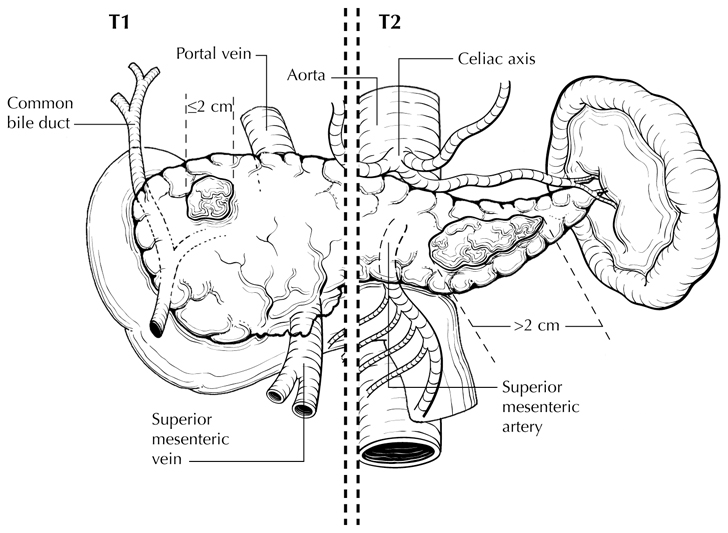 T1
T2
Portal vein
Celiac axis
Aorta
Common
bile duct
≤2 cm
>2 cm
Superior
mesenteric
artery
Superior
mesenteric
vein